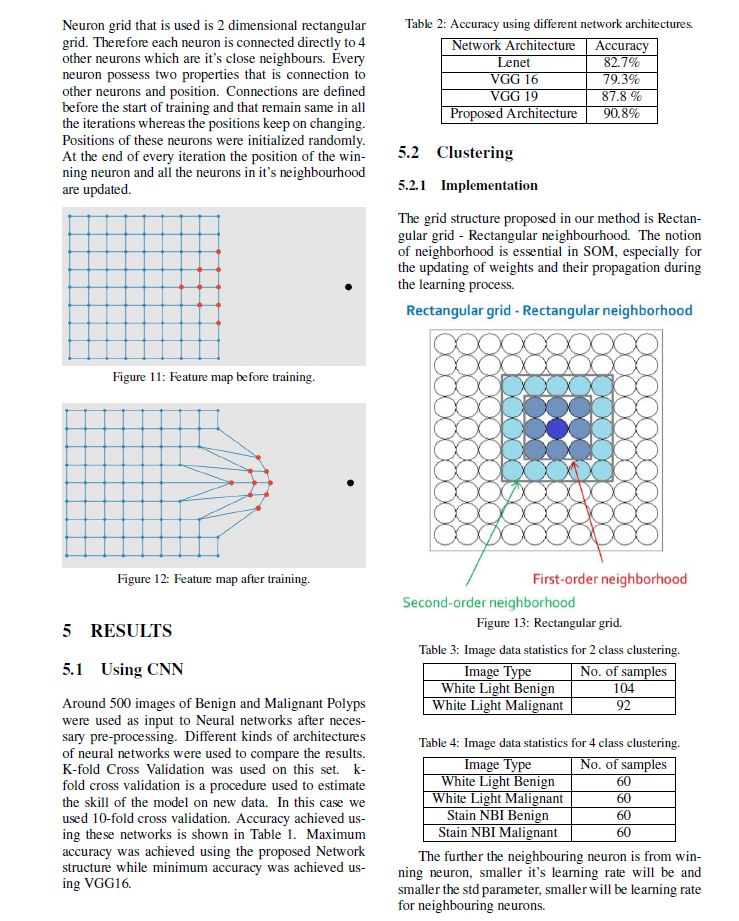 Neuron grid that is used is 2 dimensional rectangular
grid. Therefore each neuron is connected directly to 4
other neurons which are it's close neighbours. Every
neuron possess two properties that is connection to
other neurons and position. Connections are defined
before the start of training and that remain same in all
the iterations whereas the positions keep on changing.
Positions of these neurons were initialized randomly.
At the end of every iteration the position of the win-
ning neuron and all the neurons in it's neighbourhood
are updated.
Figure 11: Feature map before training.
Figure 12: Feature map after training.
5 RESULTS
5.1 Using CNN
Around 500 images of Benign and Malignant Polyps
were used as input to Neural networks after neces-
sary pre-processing. Different kinds of architectures
of neural networks were used to compare the results.
K-fold Cross Validation was used on this set. k-
fold cross validation is a procedure used to estimate
the skill of the model on new data. In this case we
used 10-fold cross validation. Accuracy achieved us-
ing these networks is shown in Table 1. Maximum
accuracy was achieved using the proposed Network
structure while minimum accuracy was achieved us-
ing VGG16.
Table 2: Accuracy using different network architectures.
Network Architecture Accuracy
Lenet 82.7%
VGG 16 79.3%
VGG 19 87.8 %
Proposed Architecture 90.8%
5.2 Clustering
5.2.1 Implementation
The grid structure proposed in our method is Rectan-
gular grid - Rectangular neighbourhood. The notion
of neighborhood is essential in SOM, especially for
the updating of weights and their propagation during
the learning process.
Rectangular grid - Rectangular neighborhood
First-order neighborhood
Second-order neighborhood
Figure 13: Rectangular grid.
Table 3: Image data statistics for 2 class clustering.
Image Type No. of samples
White Light Benign 104
White Light Malignant 92
Table 4: Image data statistics for 4 class clustering.
Image Type No. of samples
White Light Benign 60
White Light Malignant 60
Stain NBI Benign 60
Stain NBI Malignant 60
The further the neighbouring neuron is from win-
ning neuron, smaller it's learning rate will be and
smaller the std parameter, smaller will be learning rate
for neighbouring neurons.